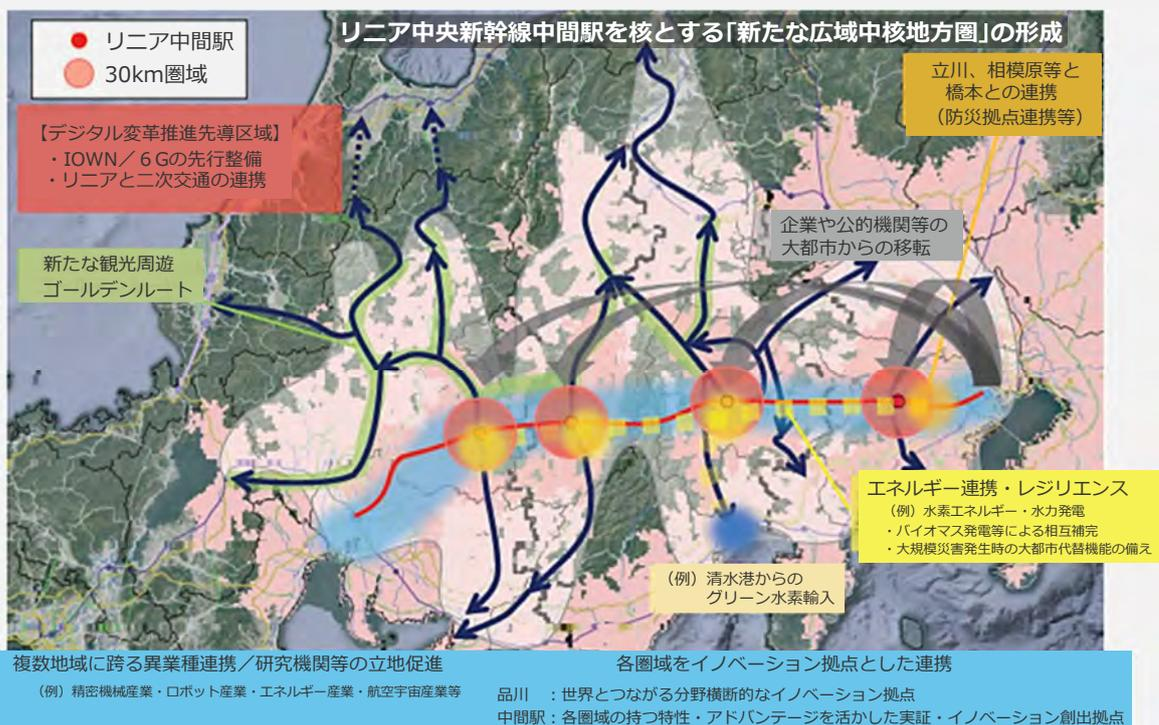 リニア中央新幹線中間駅を核とする「新たな広域中核地方圏」の形成
リニア中間駅
30km圏域
【デジタル変革推進先導区域】
・IOWN／６Gの先行整備
・リニアと二次交通の連携
新たな観光周遊
ゴールデンルート
立川、相模原等と
橋本との連携
（防災拠点連携等）
企業や公的機関等の
大都市からの移転
エネルギー連携・レジリエンス
（例）水素エネルギー・水力発電
・バイオマス発電等による相互補完
・大規模災害発生時の大都市代替機能の備え
（例）清水港からの
グリーン水素輸入
複数地域に跨る異業種連携／研究機関等の立地促進
（例）精密機械産業・ロボット産業・エネルギー産業・航空宇宙産業等
各圏域をイノベーション拠点とした連携
品川　：世界とつながる分野横断的なイノベーション拠点
中間駅：各圏域の持つ特性・アドバンテージを活かした実証・イノベーション創出拠点